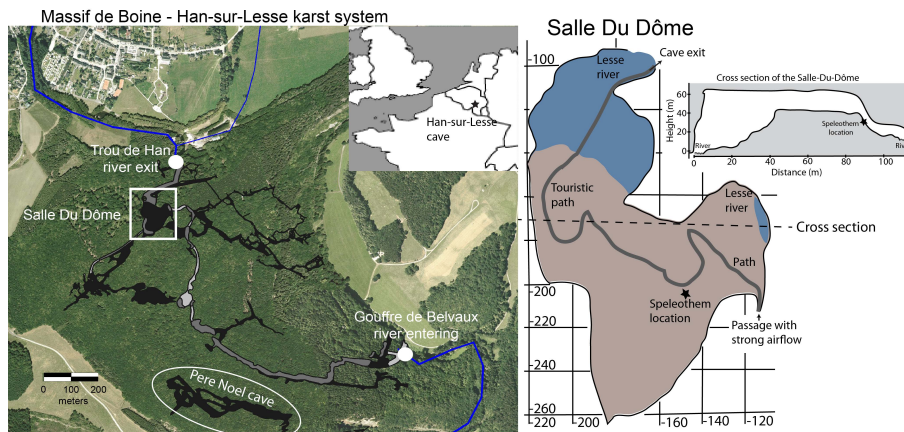 Massif de Boine - Han-sur-Lesse karst system
Han-sur-Lesse
cave
Trou de Han
river exit
Salle Du Dôme
Gouffre de Belvaux
river entering
Pere Noel cave
0 100 200
meters
Salle Du Dôme
-100
Lesse
river
Cave exit
Touristic
path
Lesse
river
Cross section
Path
Speleothem
location
Passage with
strong airflow
-200
-220
-240
-260
-220 -200 -160 -120
Cross section of the Salle-Du-Dôme
Height (m)
60
40
20
0
River
Speleothem
location
River
0 20 40 60 80 100
Distance (m)